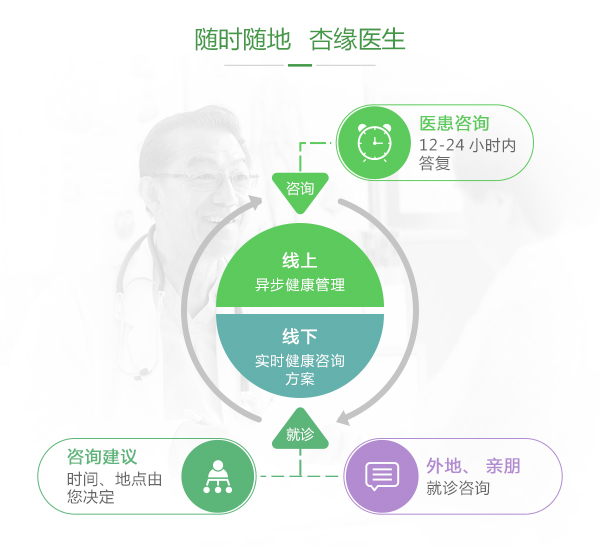 随时随地 杏缘医生
医患咨询
12-24 小时内
答复
咨询
线上
异步健康管理
线下
实时健康咨询
方案
就诊
咨询建议
时间、地点由
您决定
外地、 亲朋
就诊咨询